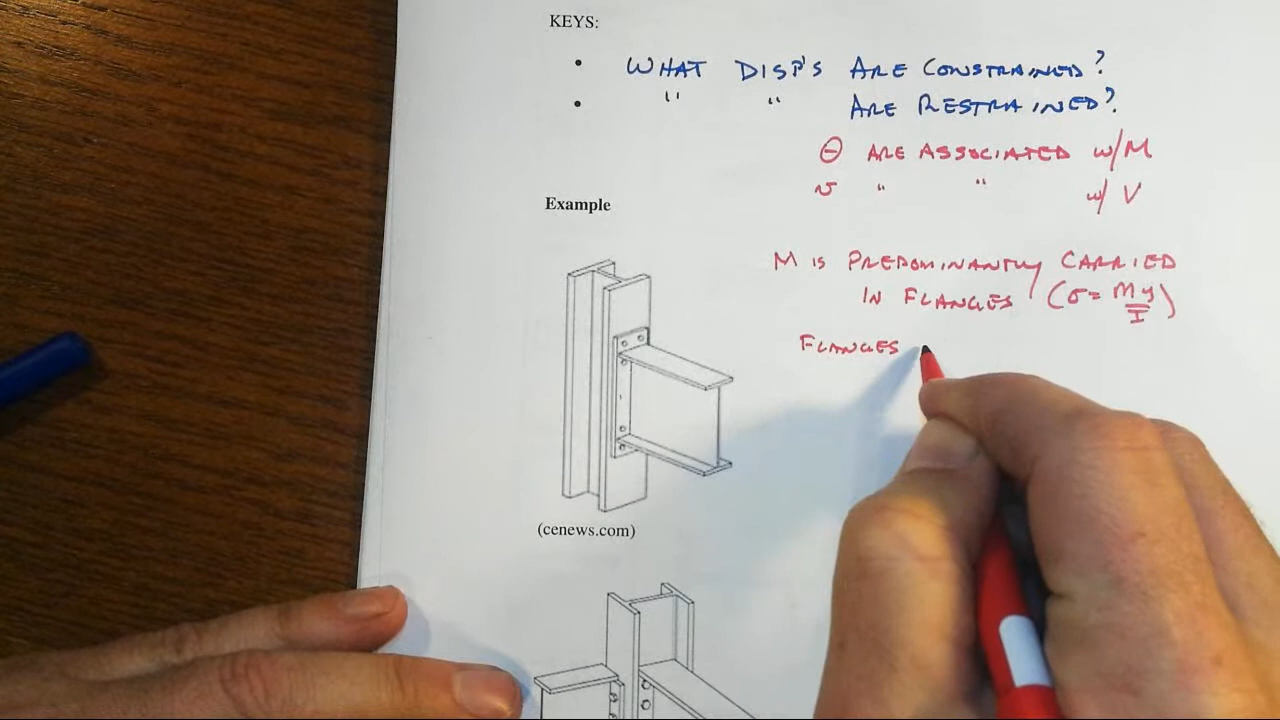 KEYS:
• WHAT DISP'S ARE CONSTRAINED?
• " " ARE RESTRAINED?
θ ARE ASSOCIATED w/M
v " " w/ V
Example
M IS PREDOMINANTLY CARRIED
IN FLANGES (σ = My/I)
FLANGES
(cenews.com)